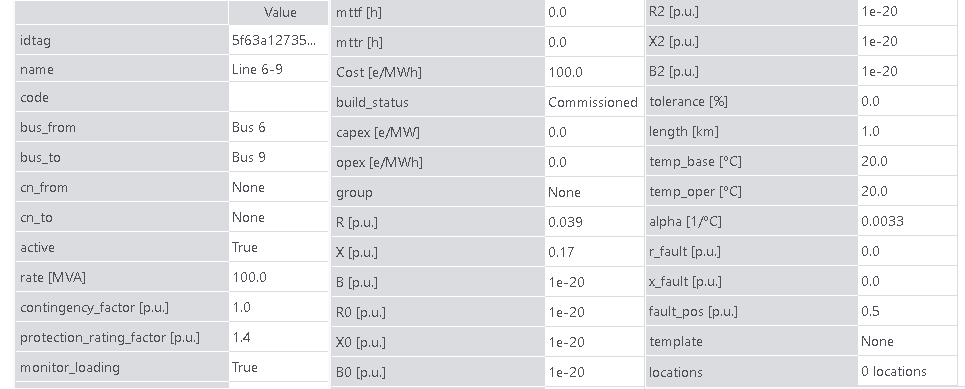 Value
idtag 5f63a12735...
name Line 6-9
code
bus_from Bus 6
bus_to Bus 9
cn_from None
cn_to None
active True
rate [MVA] 100.0
contingency_factor [p.u.] 1.0
protection_rating_factor [p.u.] 1.4
monitor_loading True
mttf [h] 0.0
mttr [h] 0.0
Cost [e/MWh] 100.0
build_status Commissioned
capex [e/MW] 0.0
opex [e/MWh] 0.0
group None
R [p.u.] 0.039
X [p.u.] 0.17
B [p.u.] 1e-20
R0 [p.u.] 1e-20
X0 [p.u.] 1e-20
B0 [p.u.] 1e-20
R2 [p.u.] 1e-20
X2 [p.u.] 1e-20
B2 [p.u.] 1e-20
tolerance [%] 0.0
length [km] 1.0
temp_base [ºC] 20.0
temp_oper [ºC] 20.0
alpha [1/ºC] 0.0033
r_fault [p.u.] 0.0
x_fault [p.u.] 0.0
fault_pos [p.u.] 0.5
template None
locations 0 locations